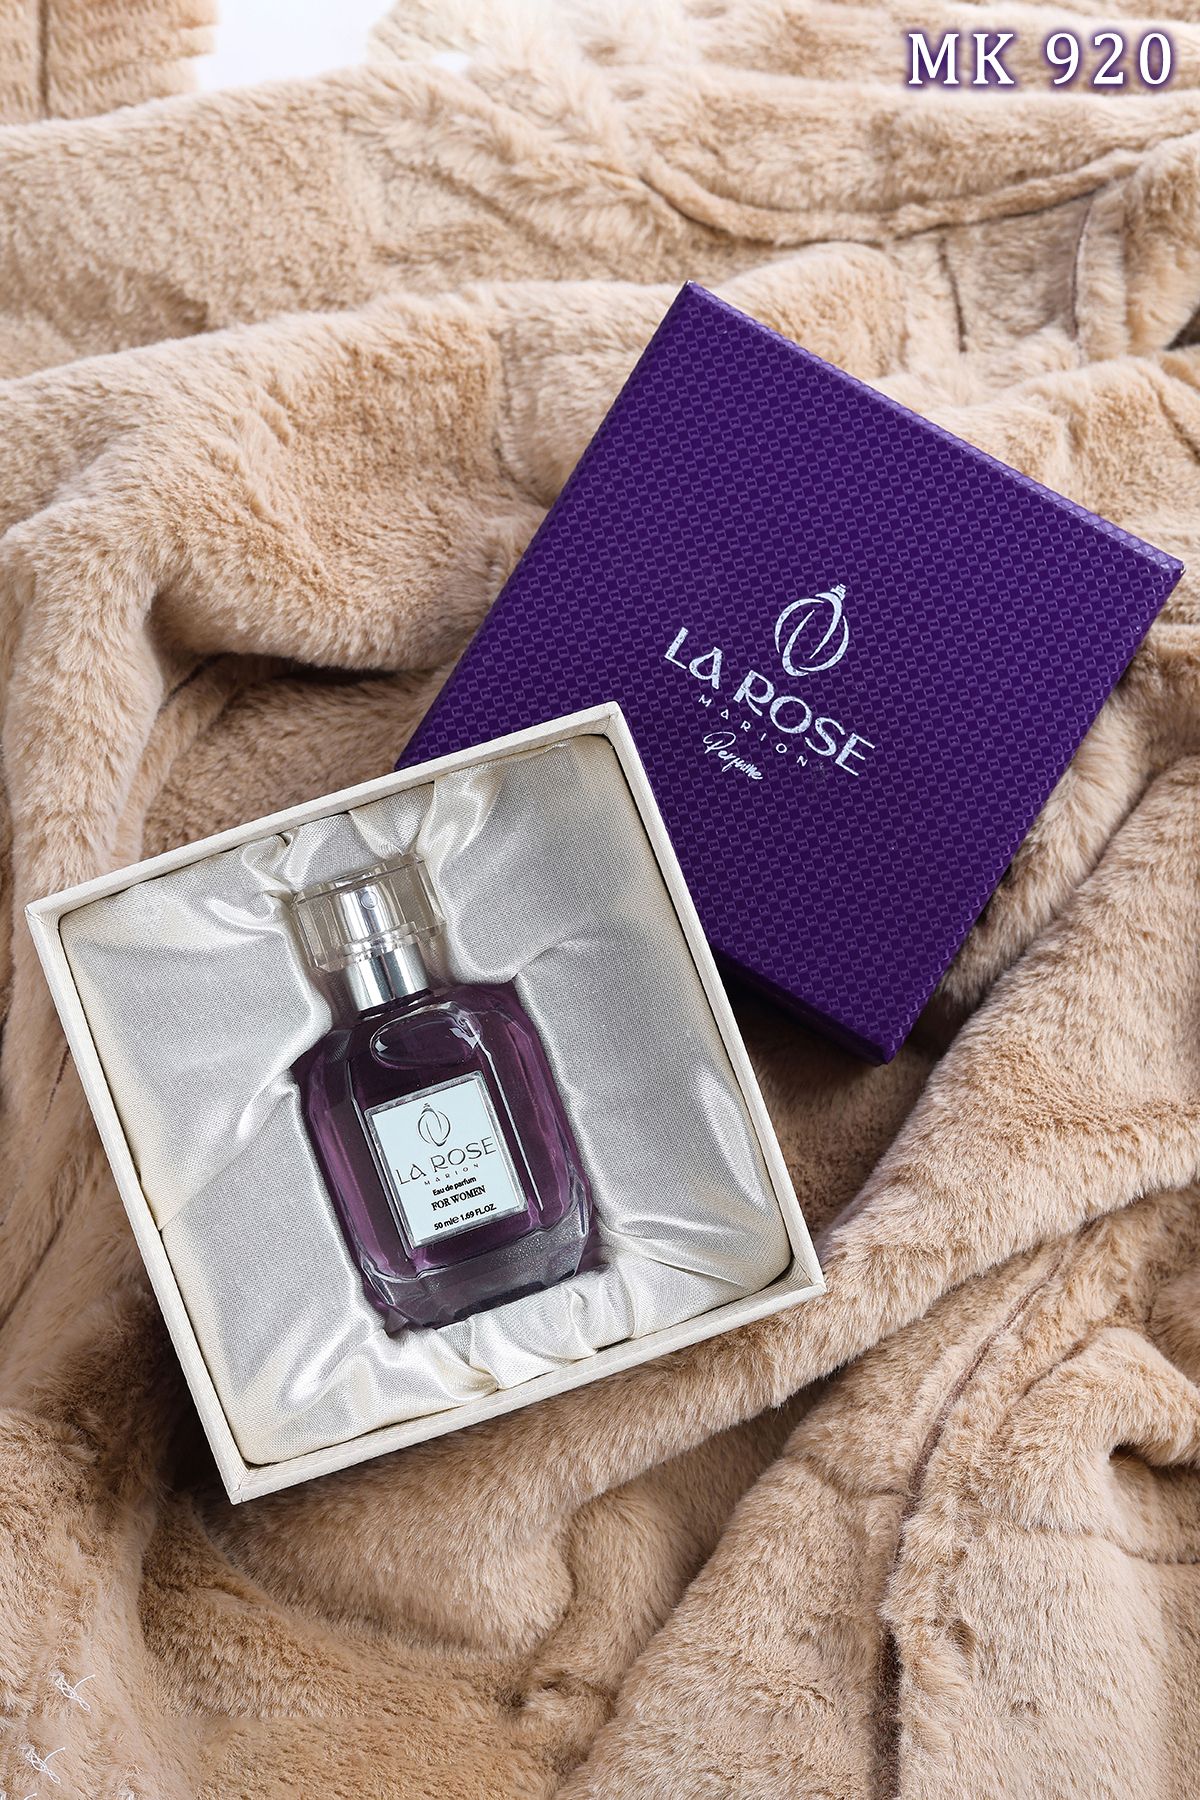 MK 920
LA ROSE
MARION
Perfume
LA ROSE
MARION
Eau de parfum
FOR WOMEN
50 ml℮ 1.69 FL.OZ.